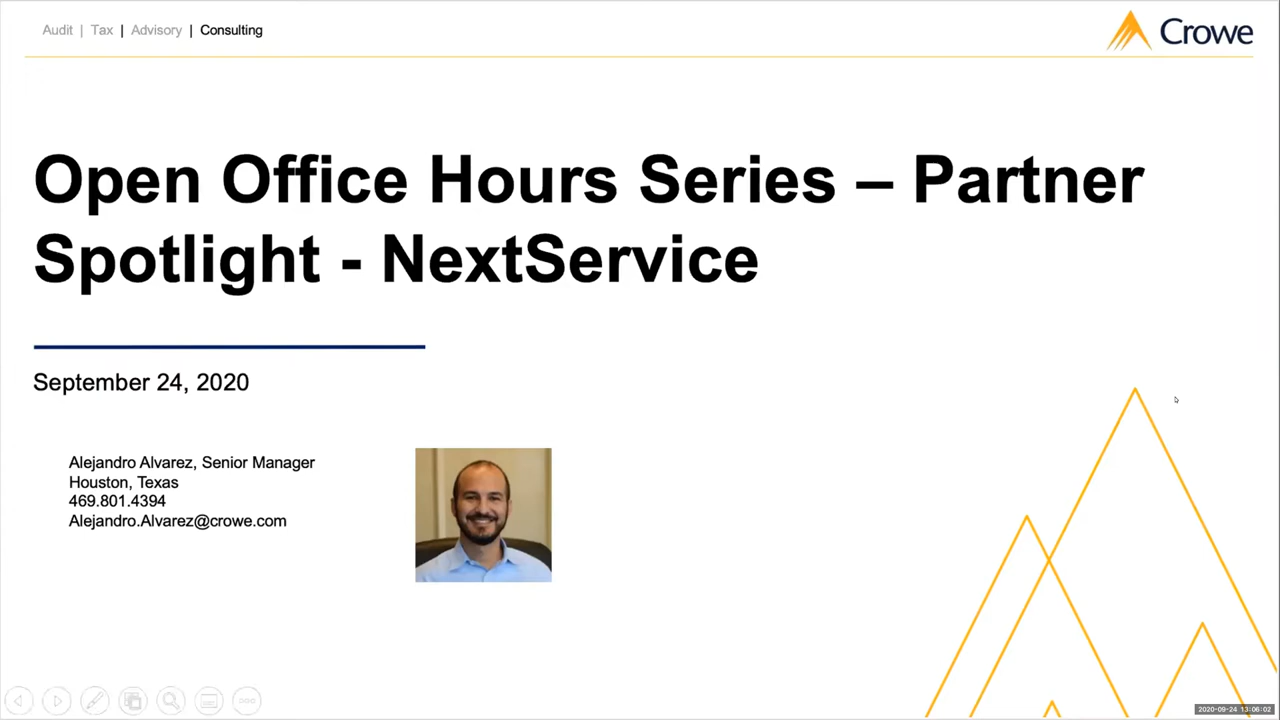 Audit | Tax | Advisory | Consulting
Crowe
Open Office Hours Series – Partner
Spotlight - NextService
September 24, 2020
Alejandro Alvarez, Senior Manager
Houston, Texas
469.801.4394
Alejandro.Alvarez@crowe.com
2020-09-24 13:06:02